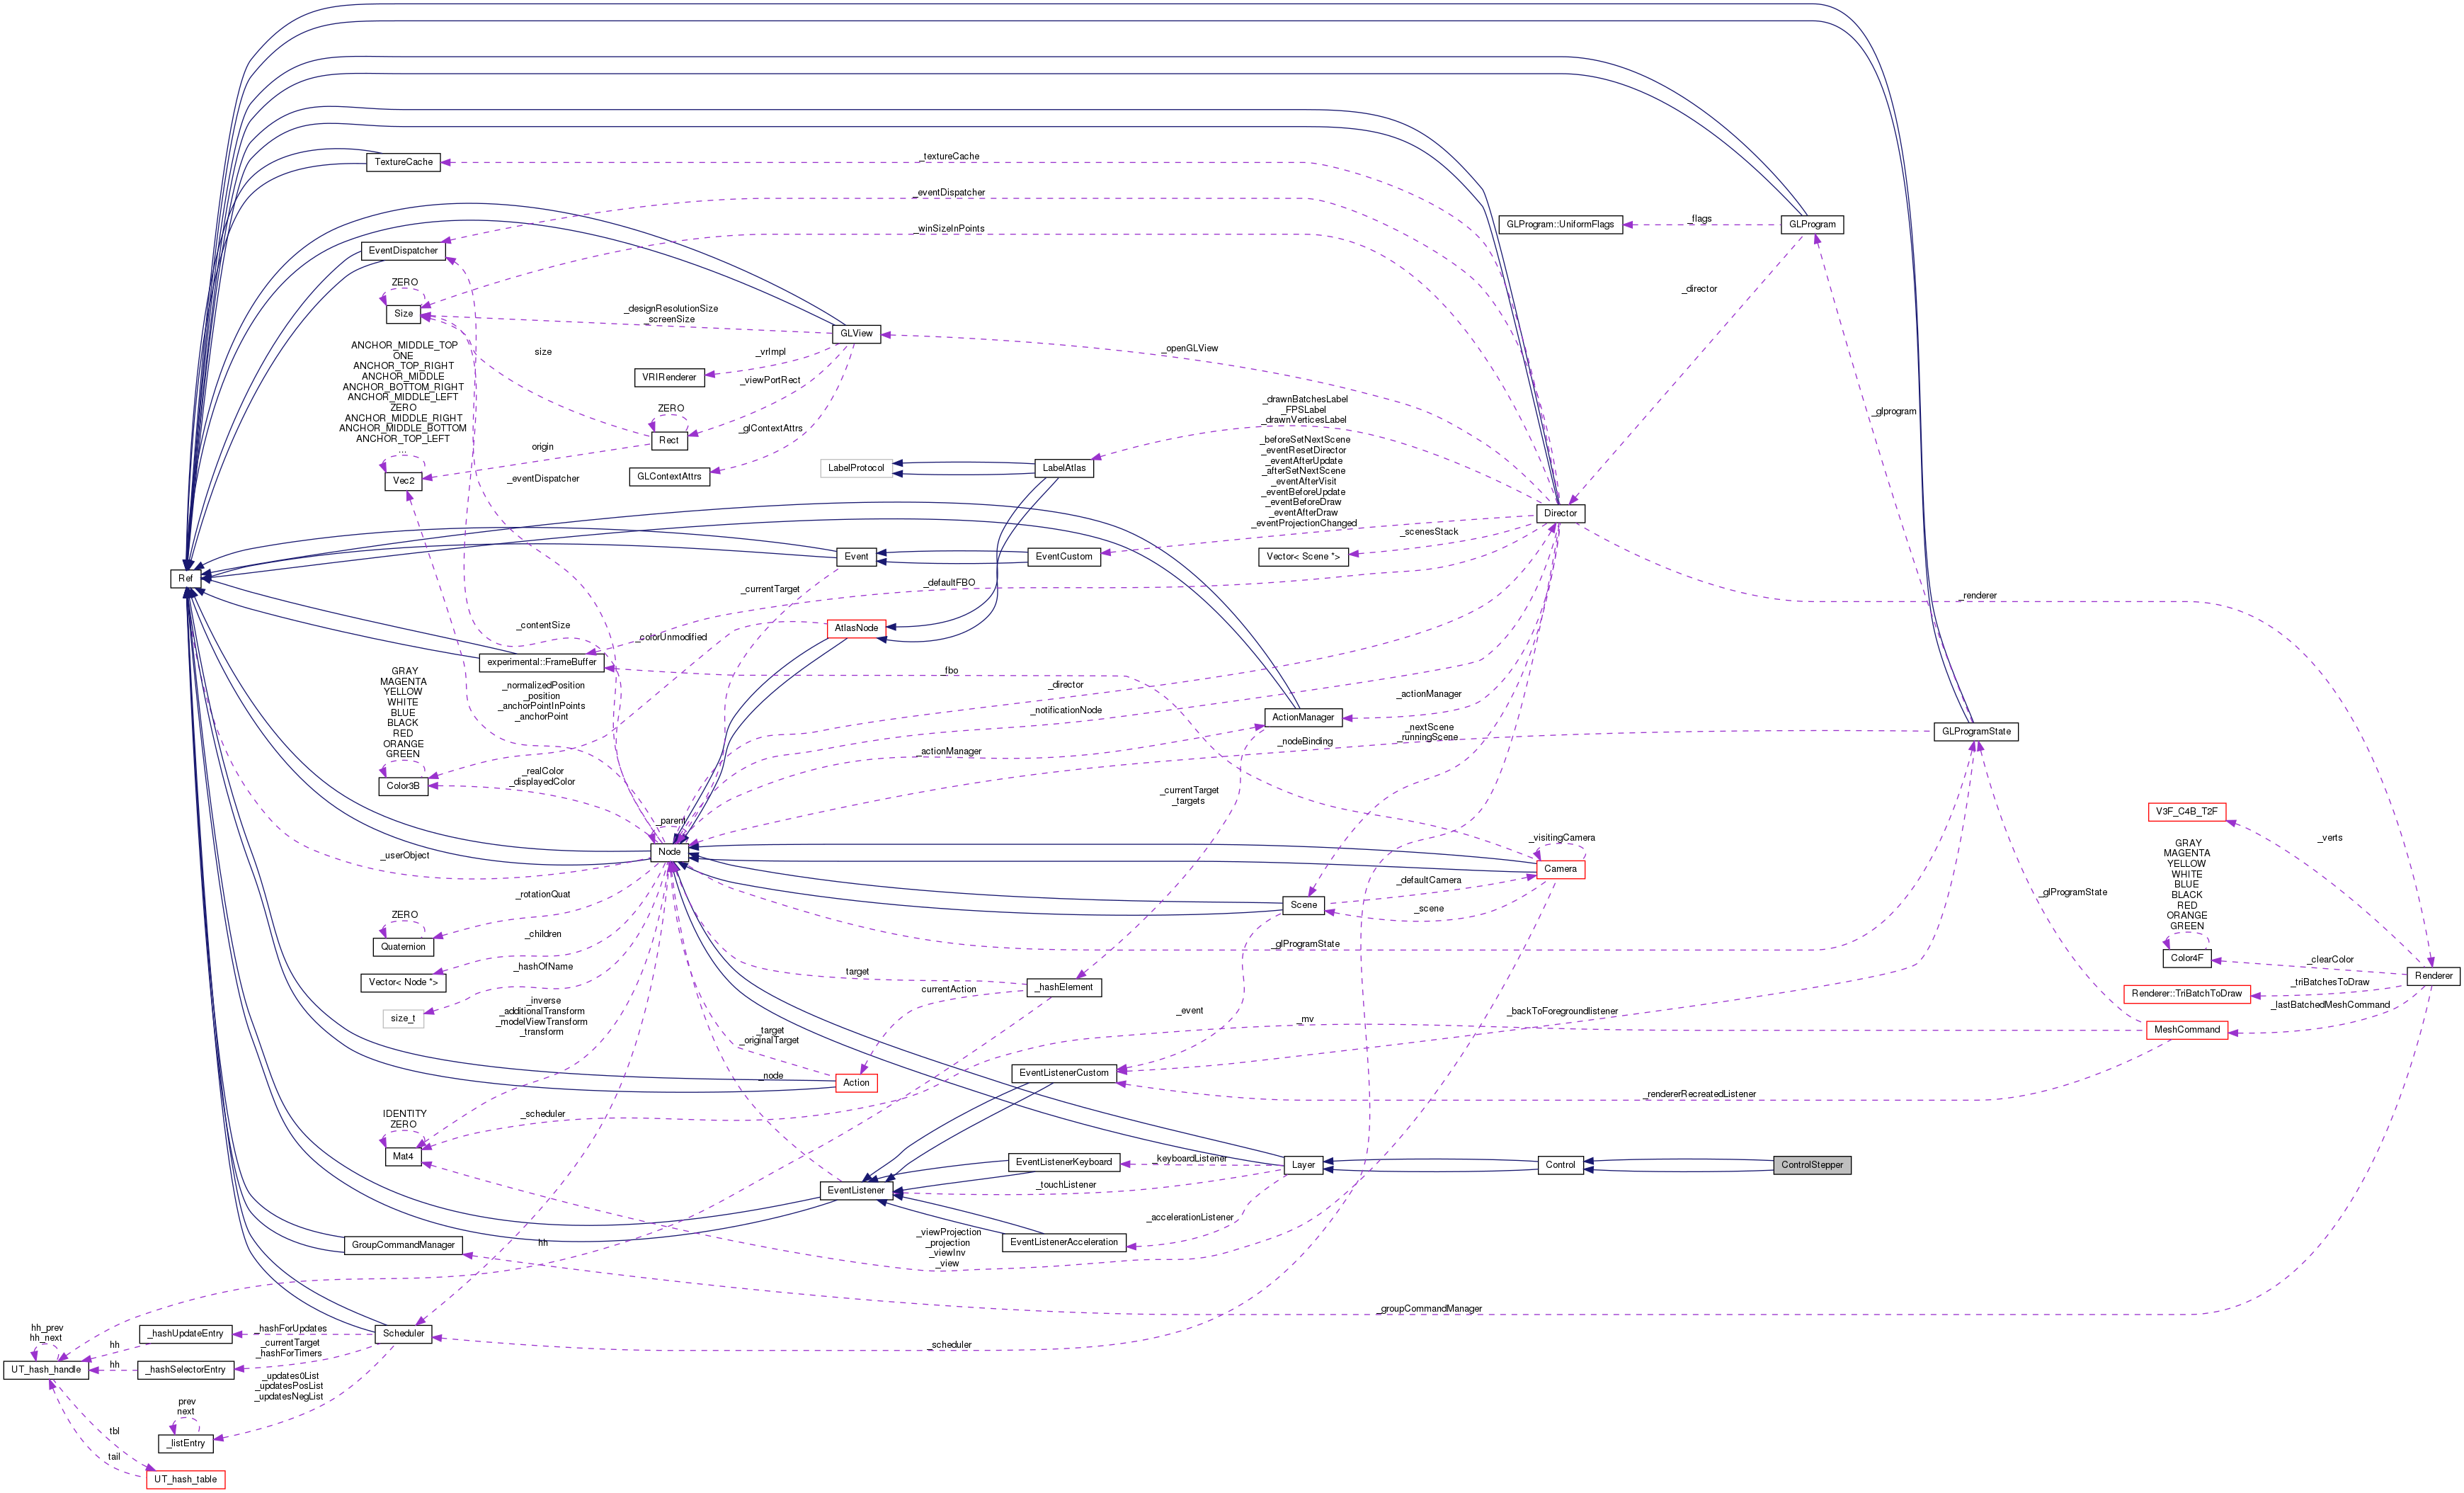 TextureCache
_textureCache
_eventDispatcher
_winSizeInPoints
GLProgram::UniformFlags
_flags
GLProgram
EventDispatcher
ZERO
Size
_designResolutionSize
_screenSize
GLView
_director
_openGLView
size
_vrImpl
VRIRenderer
_viewPortRect
ANCHOR_MIDDLE_TOP
ONE
ANCHOR_TOP_RIGHT
ANCHOR_MIDDLE
ANCHOR_BOTTOM_RIGHT
ANCHOR_MIDDLE_LEFT
ZERO
ANCHOR_MIDDLE_RIGHT
ANCHOR_MIDDLE_BOTTOM
ANCHOR_TOP_LEFT
...
Vec2
ZERO
Rect
origin
_glContextAttrs
GLContextAttrs
_drawnBatchesLabel
_FPSLabel
_drawnVerticesLabel
_glprogram
LabelProtocol
LabelAtlas
_beforeSetNextScene
_eventResetDirector
_eventAfterUpdate
_afterSetNextScene
_eventAfterVisit
_eventBeforeUpdate
_eventBeforeDraw
_eventAfterDraw
_eventProjectionChanged
_eventDispatcher
Director
_scenesStack
Vector< Scene *>
Event
EventCustom
Ref
_currentTarget
_defaultFBO
_renderer
_contentSize
_colorUnmodified
AtlasNode
experimental::FrameBuffer
_fbo
GRAY
MAGENTA
YELLOW
WHITE
BLUE
BLACK
RED
ORANGE
GREEN
Color3B
_normalizedPosition
_position
_anchorPointInPoints
_anchorPoint
_director
_notificationNode
_actionManager
ActionManager
_nextScene
_runningScene
GLProgramState
_actionManager
_nodeBinding
_realColor
_displayedColor
_currentTarget
_targets
_parent
Node
_userObject
_visitingCamera
Camera
V3F_C4B_T2F
_verts
_rotationQuat
_defaultCamera
Scene
_scene
_glProgramState
GRAY
MAGENTA
YELLOW
WHITE
BLUE
BLACK
RED
ORANGE
GREEN
Color4F
ZERO
Quaternion
_children
_glProgramState
_clearColor
Renderer
_hashOfName
Vector< Node *>
target
_hashElement
currentAction
_triBatchesToDraw
Renderer::TriBatchToDraw
_lastBatchedMeshCommand
size_t
_inverse
_additionalTransform
_modelViewTransform
_transform
_event
_mv
_backToForegroundlistener
MeshCommand
_target
_originalTarget
_node
Action
EventListenerCustom
_rendererRecreatedListener
IDENTITY
ZERO
Mat4
_scheduler
EventListenerKeyboard
_keyboardListener
Layer
Control
ControlStepper
EventListener
_touchListener
_accelerationListener
GroupCommandManager
hh
_viewProjection
_projection
_viewInv
_view
EventListenerAcceleration
_groupCommandManager
hh_prev
hh_next
UT_hash_handle
_hashUpdateEntry
hh
_hashForUpdates
Scheduler
_currentTarget
_hashForTimers
_scheduler
hh
_hashSelectorEntry
_updates0List
_updatesPosList
_updatesNegList
prev
next
_listEntry
tbl
tail
UT_hash_table